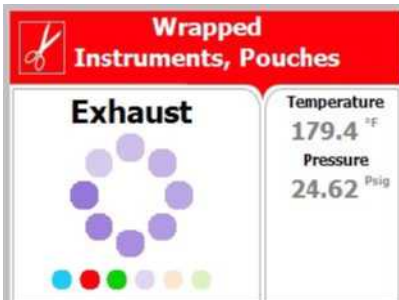 Wrapped
Instruments, Pouches
Exhaust
Temperature
179.4 °F
Pressure
24.62 Psig